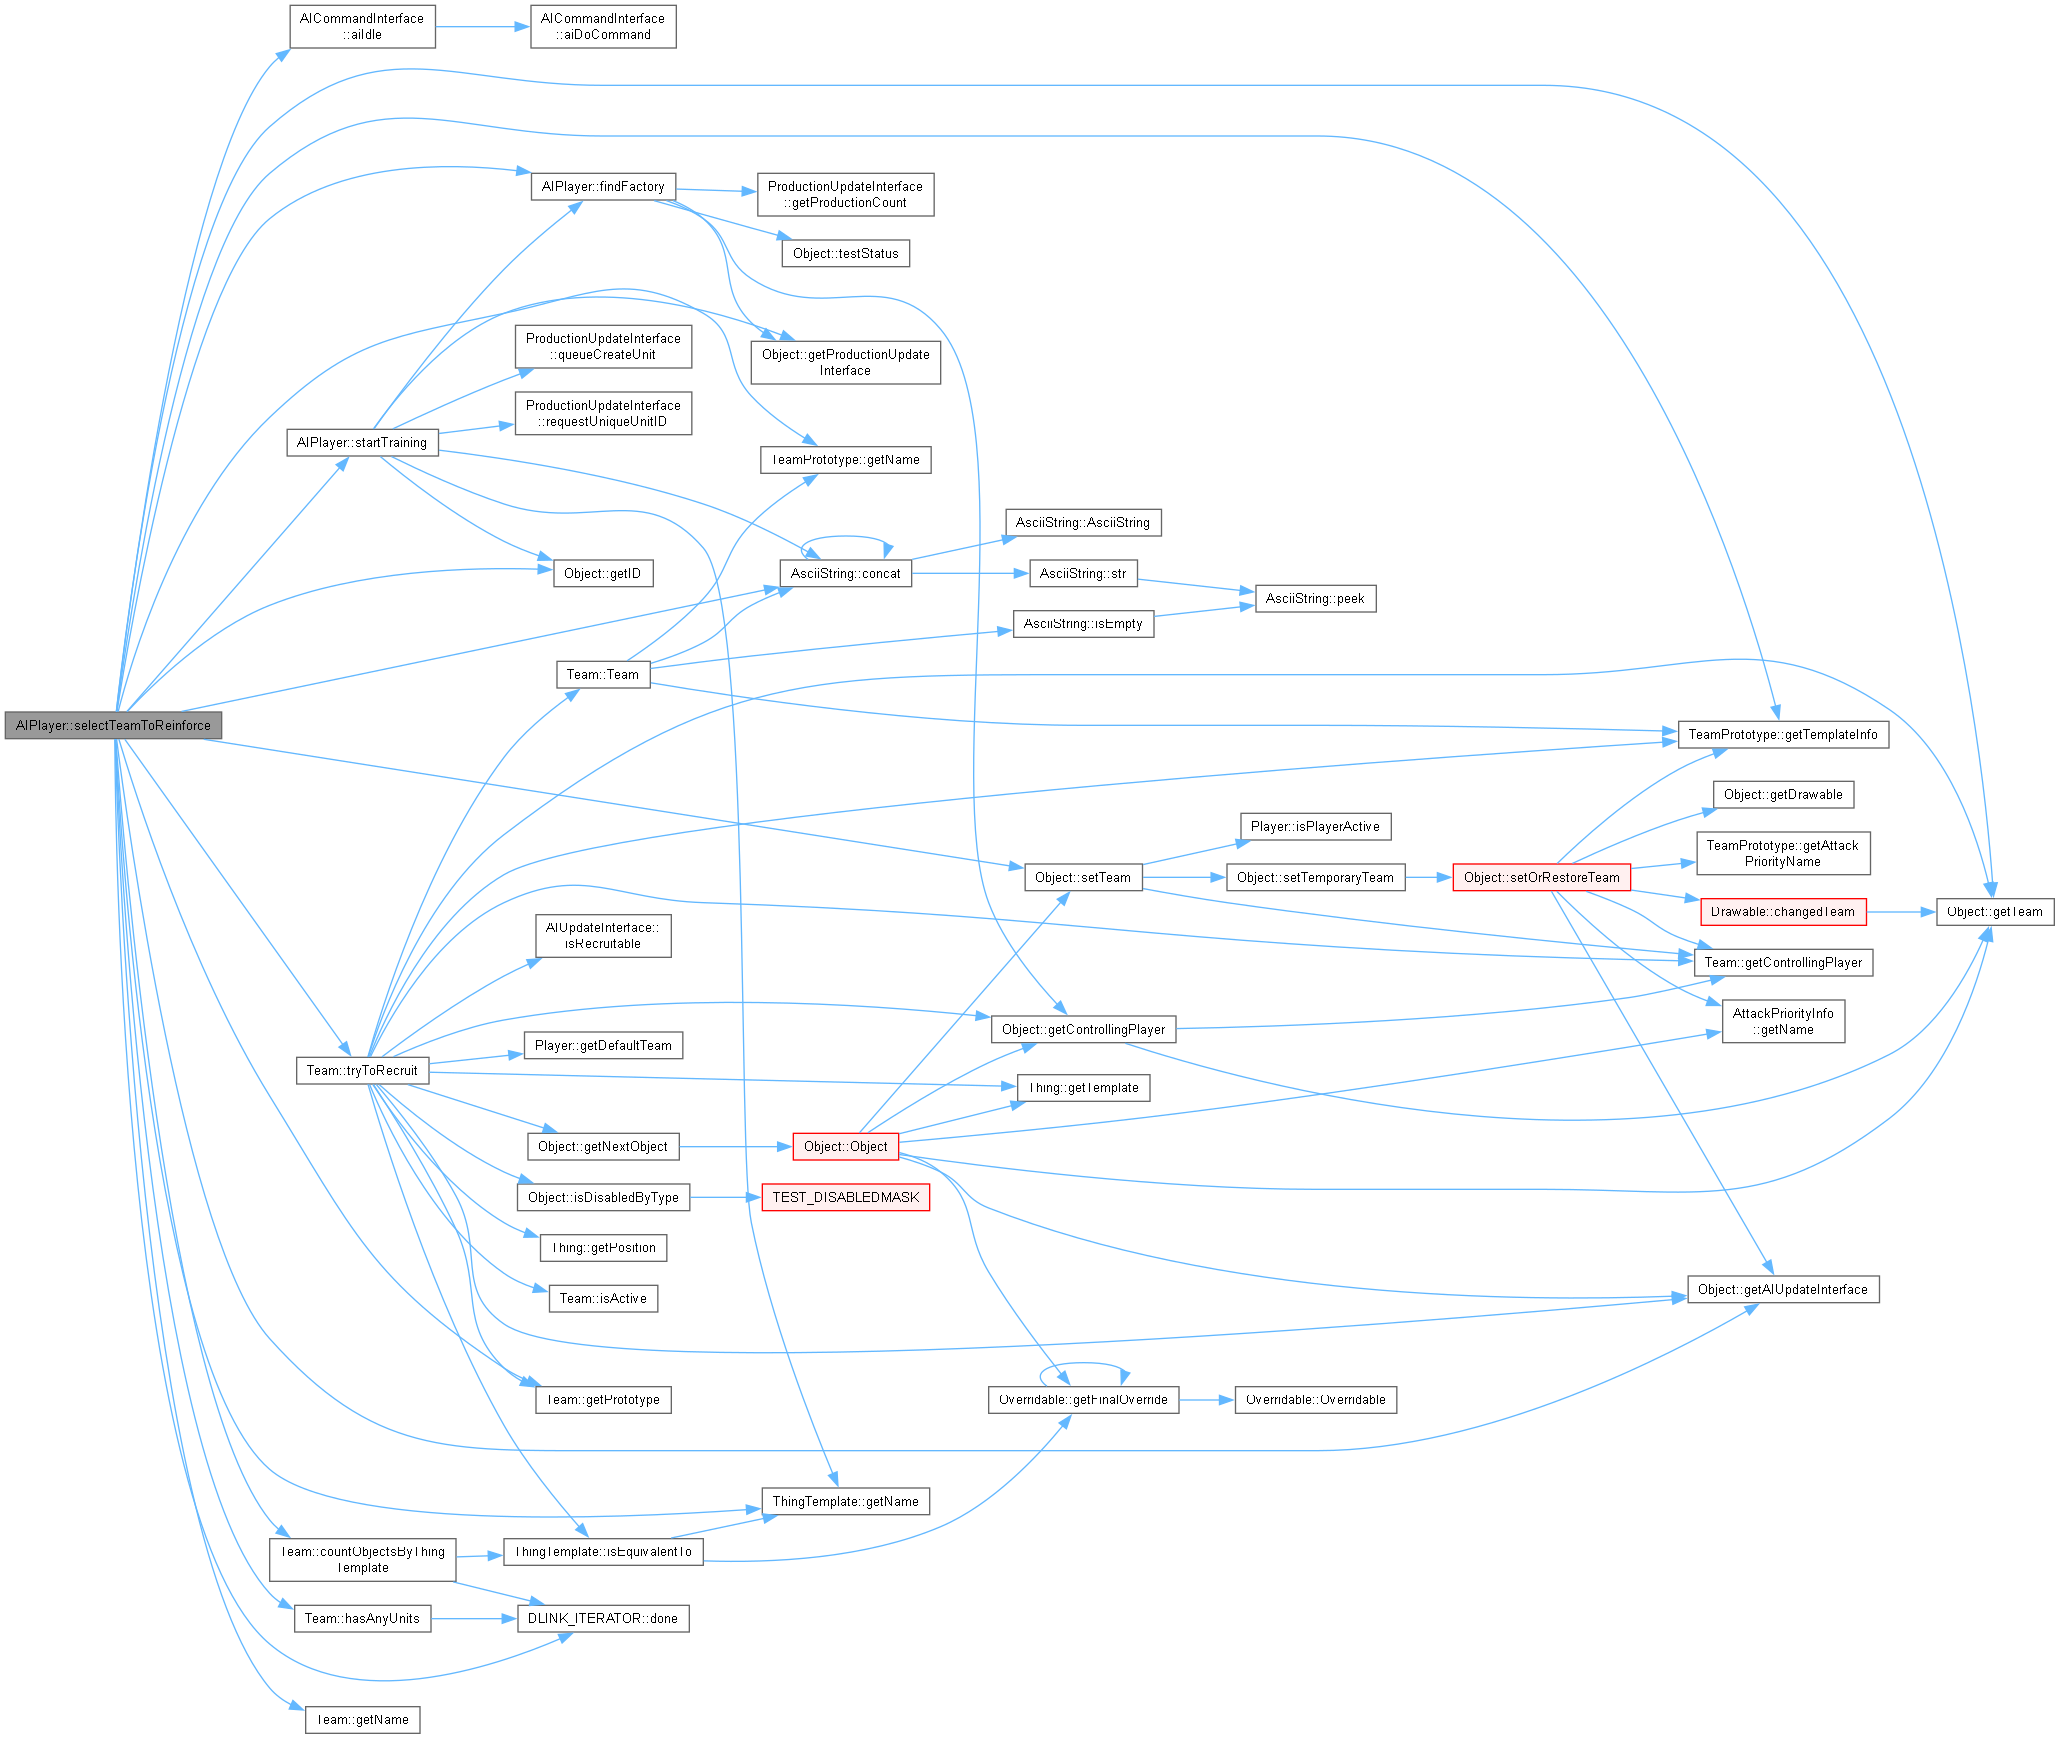 AICommandInterface
::aiIdle
AICommandInterface
::aiDoCommand
AIPlayer::findFactory
ProductionUpdateInterface
::getProductionCount
Object::testStatus
ProductionUpdateInterface
::queueCreateUnit
Object::getProductionUpdate
Interface
ProductionUpdateInterface
::requestUniqueUnitID
AIPlayer::startTraining
TeamPrototype::getName
AsciiString::AsciiString
Object::getID
AsciiString::concat
AsciiString::str
AsciiString::peek
AsciiString::isEmpty
Team::Team
AIPlayer::selectTeamToReinforce
TeamPrototype::getTemplateInfo
Object::getDrawable
Player::isPlayerActive
TeamPrototype::getAttack
PriorityName
Object::setTeam
Object::setTemporaryTeam
Object::setOrRestoreTeam
Drawable::changedTeam
Object::getTeam
AIUpdateInterface::
isRecruitable
Team::getControllingPlayer
AttackPriorityInfo
::getName
Object::getControllingPlayer
Player::getDefaultTeam
Team::tryToRecruit
Thing::getTemplate
Object::getNextObject
Object::Object
Object::isDisabledByType
TEST_DISABLEDMASK
Thing::getPosition
Team::isActive
Object::getAIUpdateInterface
Team::getPrototype
Overridable::getFinalOverride
Overridable::Overridable
ThingTemplate::getName
Team::countObjectsByThing
Template
ThingTemplate::isEquivalentTo
Team::hasAnyUnits
DLINK_ITERATOR::done
Team::getName